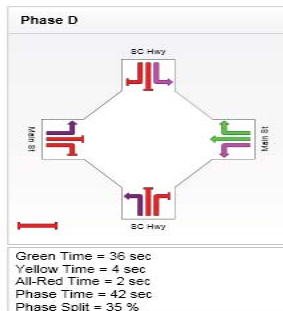 Phase D
SC Hwy
Main St
Main St
SC Hwy
Green Time = 36 sec
Yellow Time = 4 sec
All-Red Time = 2 sec
Phase Time = 42 sec
Phase Split = 35 %